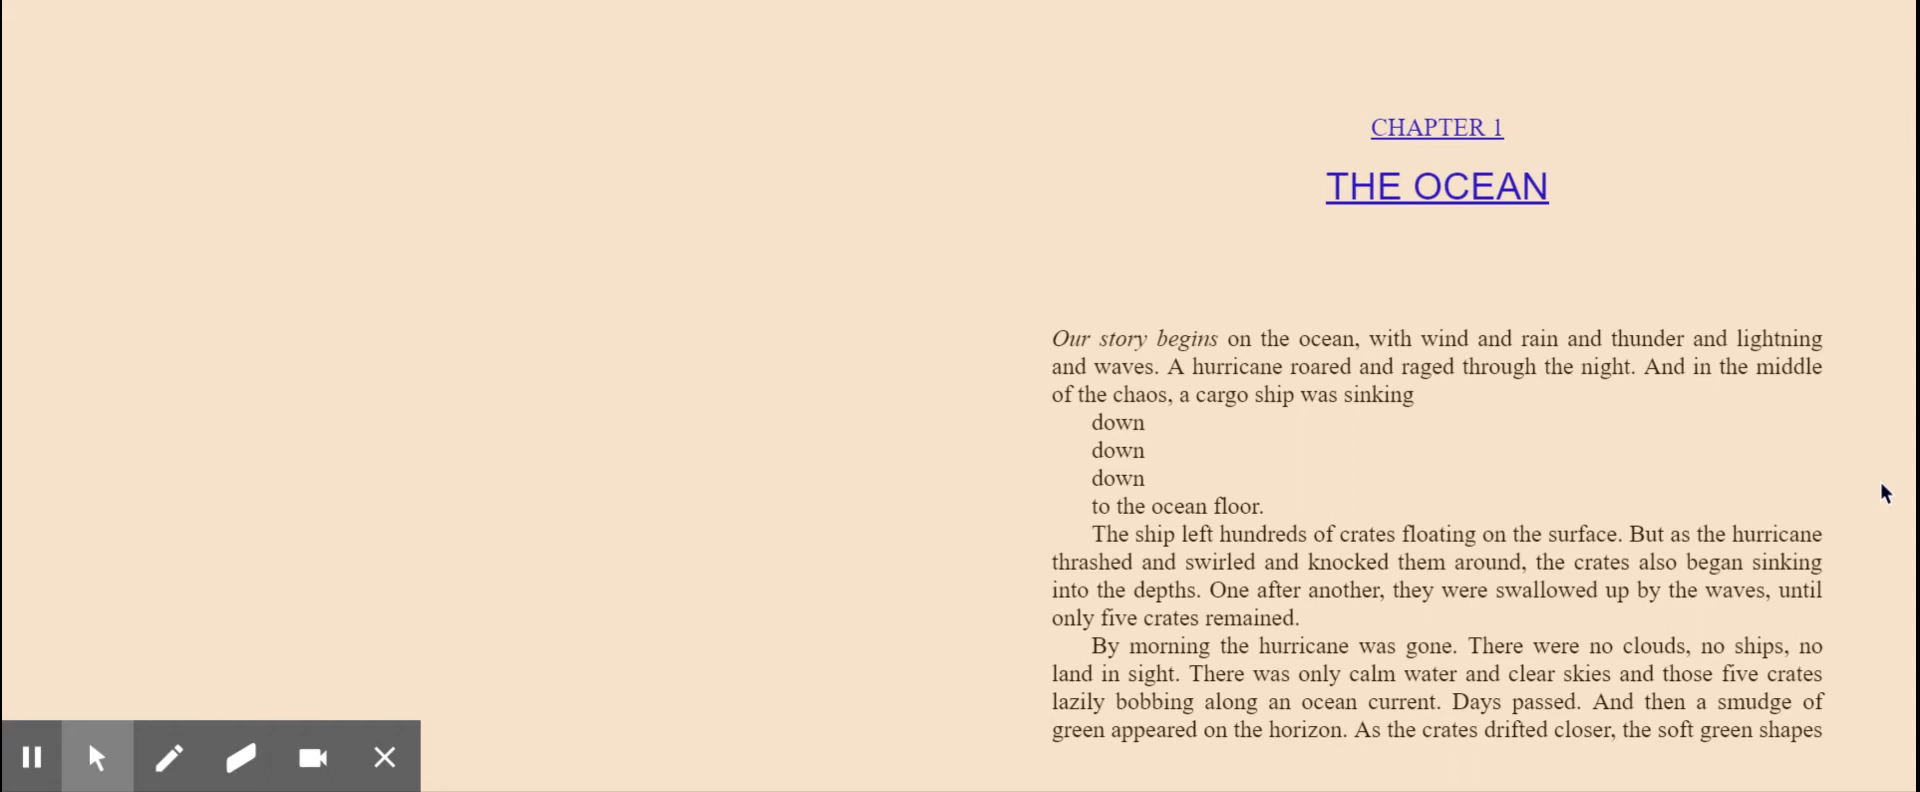 CHAPTER 1
THE OCEAN
Our story begins on the ocean, with wind and rain and thunder and lightning
and waves. A hurricane roared and raged through the night. And in the middle
of the chaos, a cargo ship was sinking
down
down
down
to the ocean floor.
The ship left hundreds of crates floating on the surface. But as the hurricane
thrashed and swirled and knocked them around, the crates also began sinking
into the depths. One after another, they were swallowed up by the waves, until
only five crates remained.
By morning the hurricane was gone. There were no clouds, no ships, no
land in sight. There was only calm water and clear skies and those five crates
lazily bobbing along an ocean current. Days passed. And then a smudge of
green appeared on the horizon. As the crates drifted closer, the soft green shapes